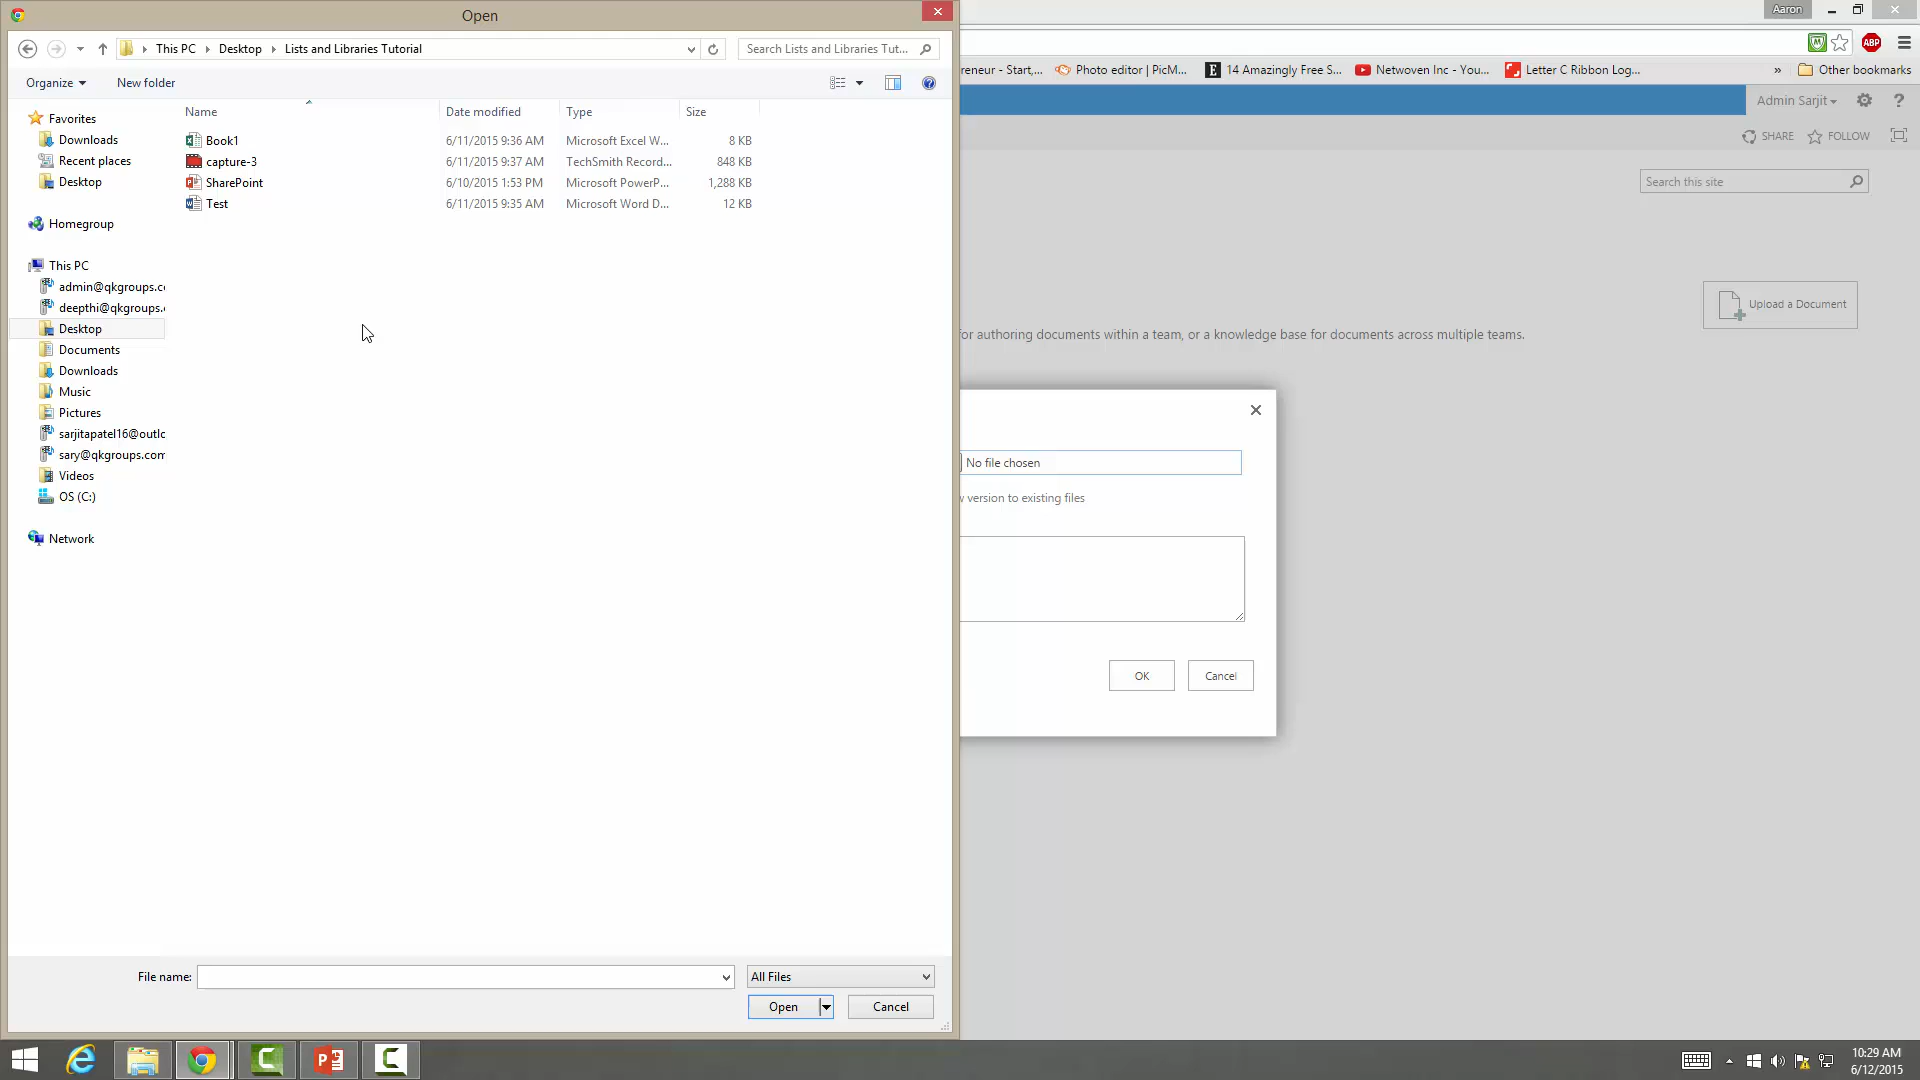 Open
Aaron
This PC Desktop Lists and Libraries Tutorial
Search Lists and Libraries Tut...
reneur - Start,...
Photo editor | PicM...
14 Amazingly Free S...
Netwoven Inc - You...
Letter C Ribbon Log...
» Other bookmarks
ABP
Organize
New folder
Admin Sarjit
?
SHARE
FOLLOW
Search this site
Upload a Document
for authoring documents within a team, or a knowledge base for documents across multiple teams.
Favorites
Downloads
Recent places
Desktop
Homegroup
This PC
admin@qkgroups.c
deepthi@qkgroups.
Desktop
Documents
Downloads
Music
Pictures
sarjitapatel16@outlc
sary@qkgroups.com
Videos
OS (C:)
Network
Name Date modified Type Size
Book1 6/11/2015 9:36 AM Microsoft Excel W... 8 KB
capture-3 6/11/2015 9:37 AM TechSmith Record... 848 KB
SharePoint 6/10/2015 1:53 PM Microsoft PowerP... 1,288 KB
Test 6/11/2015 9:35 AM Microsoft Word D... 12 KB
No file chosen
version to existing files
OK
Cancel
File name:
All Files
Open
Cancel
10:29 AM
6/12/2015